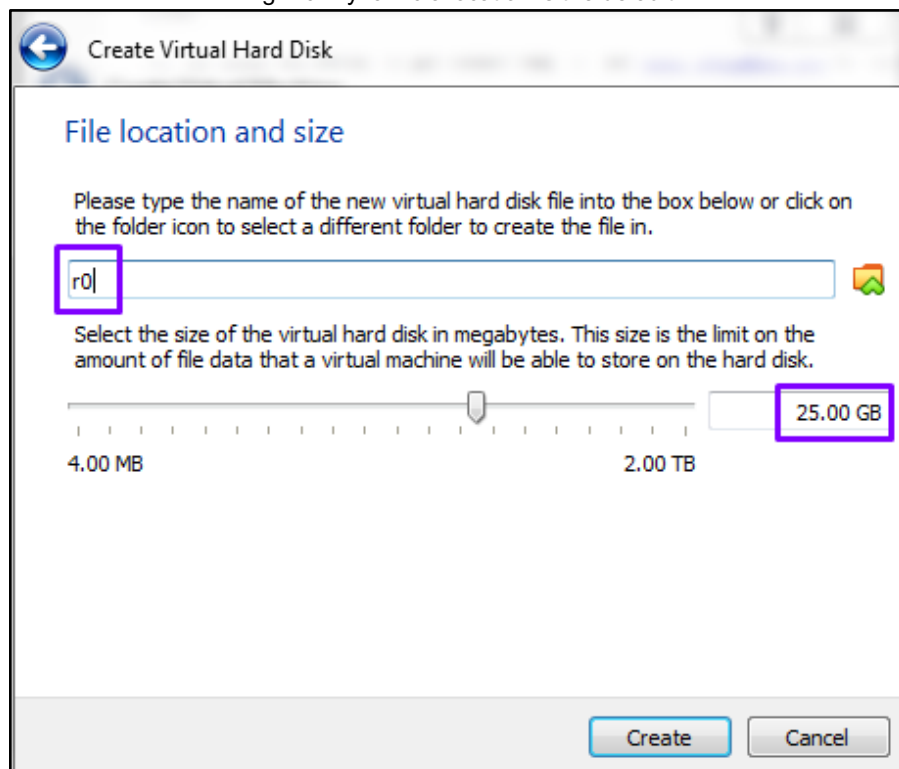 Create Virtual Hard Disk
File location and size
Please type the name of the new virtual hard disk file into the box below or click on
the folder icon to select a different folder to create the file in.
r0
Select the size of the virtual hard disk in megabytes. This size is the limit on the
amount of file data that a virtual machine will be able to store on the hard disk.
25.00 GB
4.00 MB 2.00 TB
Create Cancel